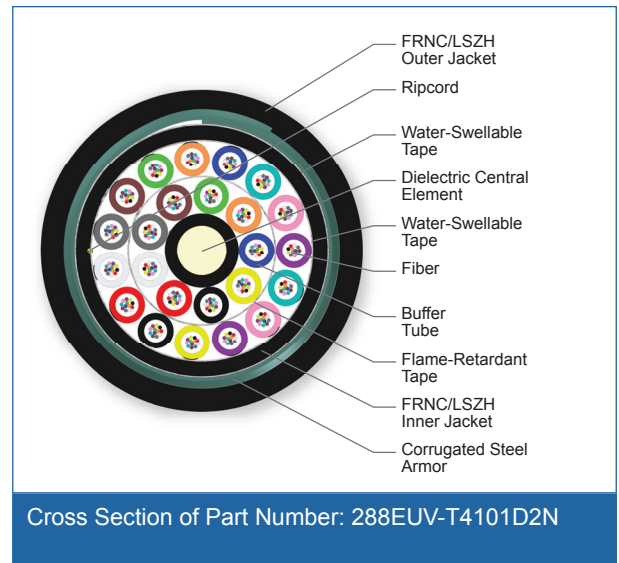 FRNC/LSZH
Outer Jacket
Ripcord
Water-Swellable
Tape
Dielectric Central
Element
Water-Swellable
Tape
Fiber
Buffer
Tube
Flame-Retardant
Tape
FRNC/LSZH
Inner Jacket
Corrugated Steel
Armor
Cross Section of Part Number: 288EUV-T4101D2N